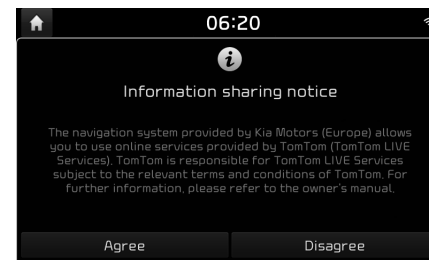 06:20
Information sharing notice
The navigation system provided by Kia Motors (Europe) allows
you to use online services provided by TomTom (TomTom LIVE
Services). TomTom is responsible for TomTom LIVE Services
subject to the relevant terms and conditions of TomTom. For
further information, please refer to the owner's manual.
Agree
Disagree